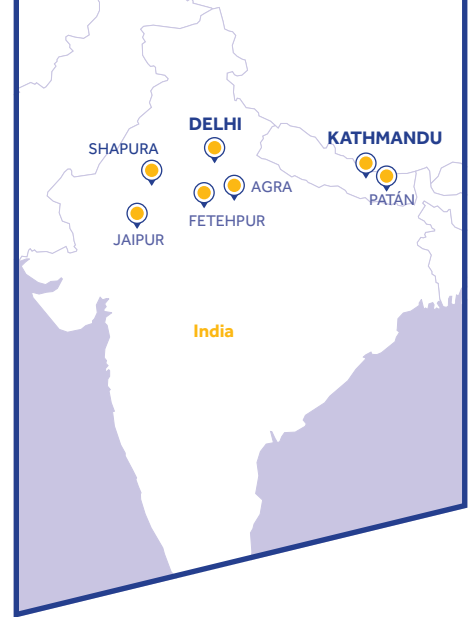 DELHI
KATHMANDU
SHAPURA
AGRA
PATÁN
FETEHPUR
JAIPUR
India